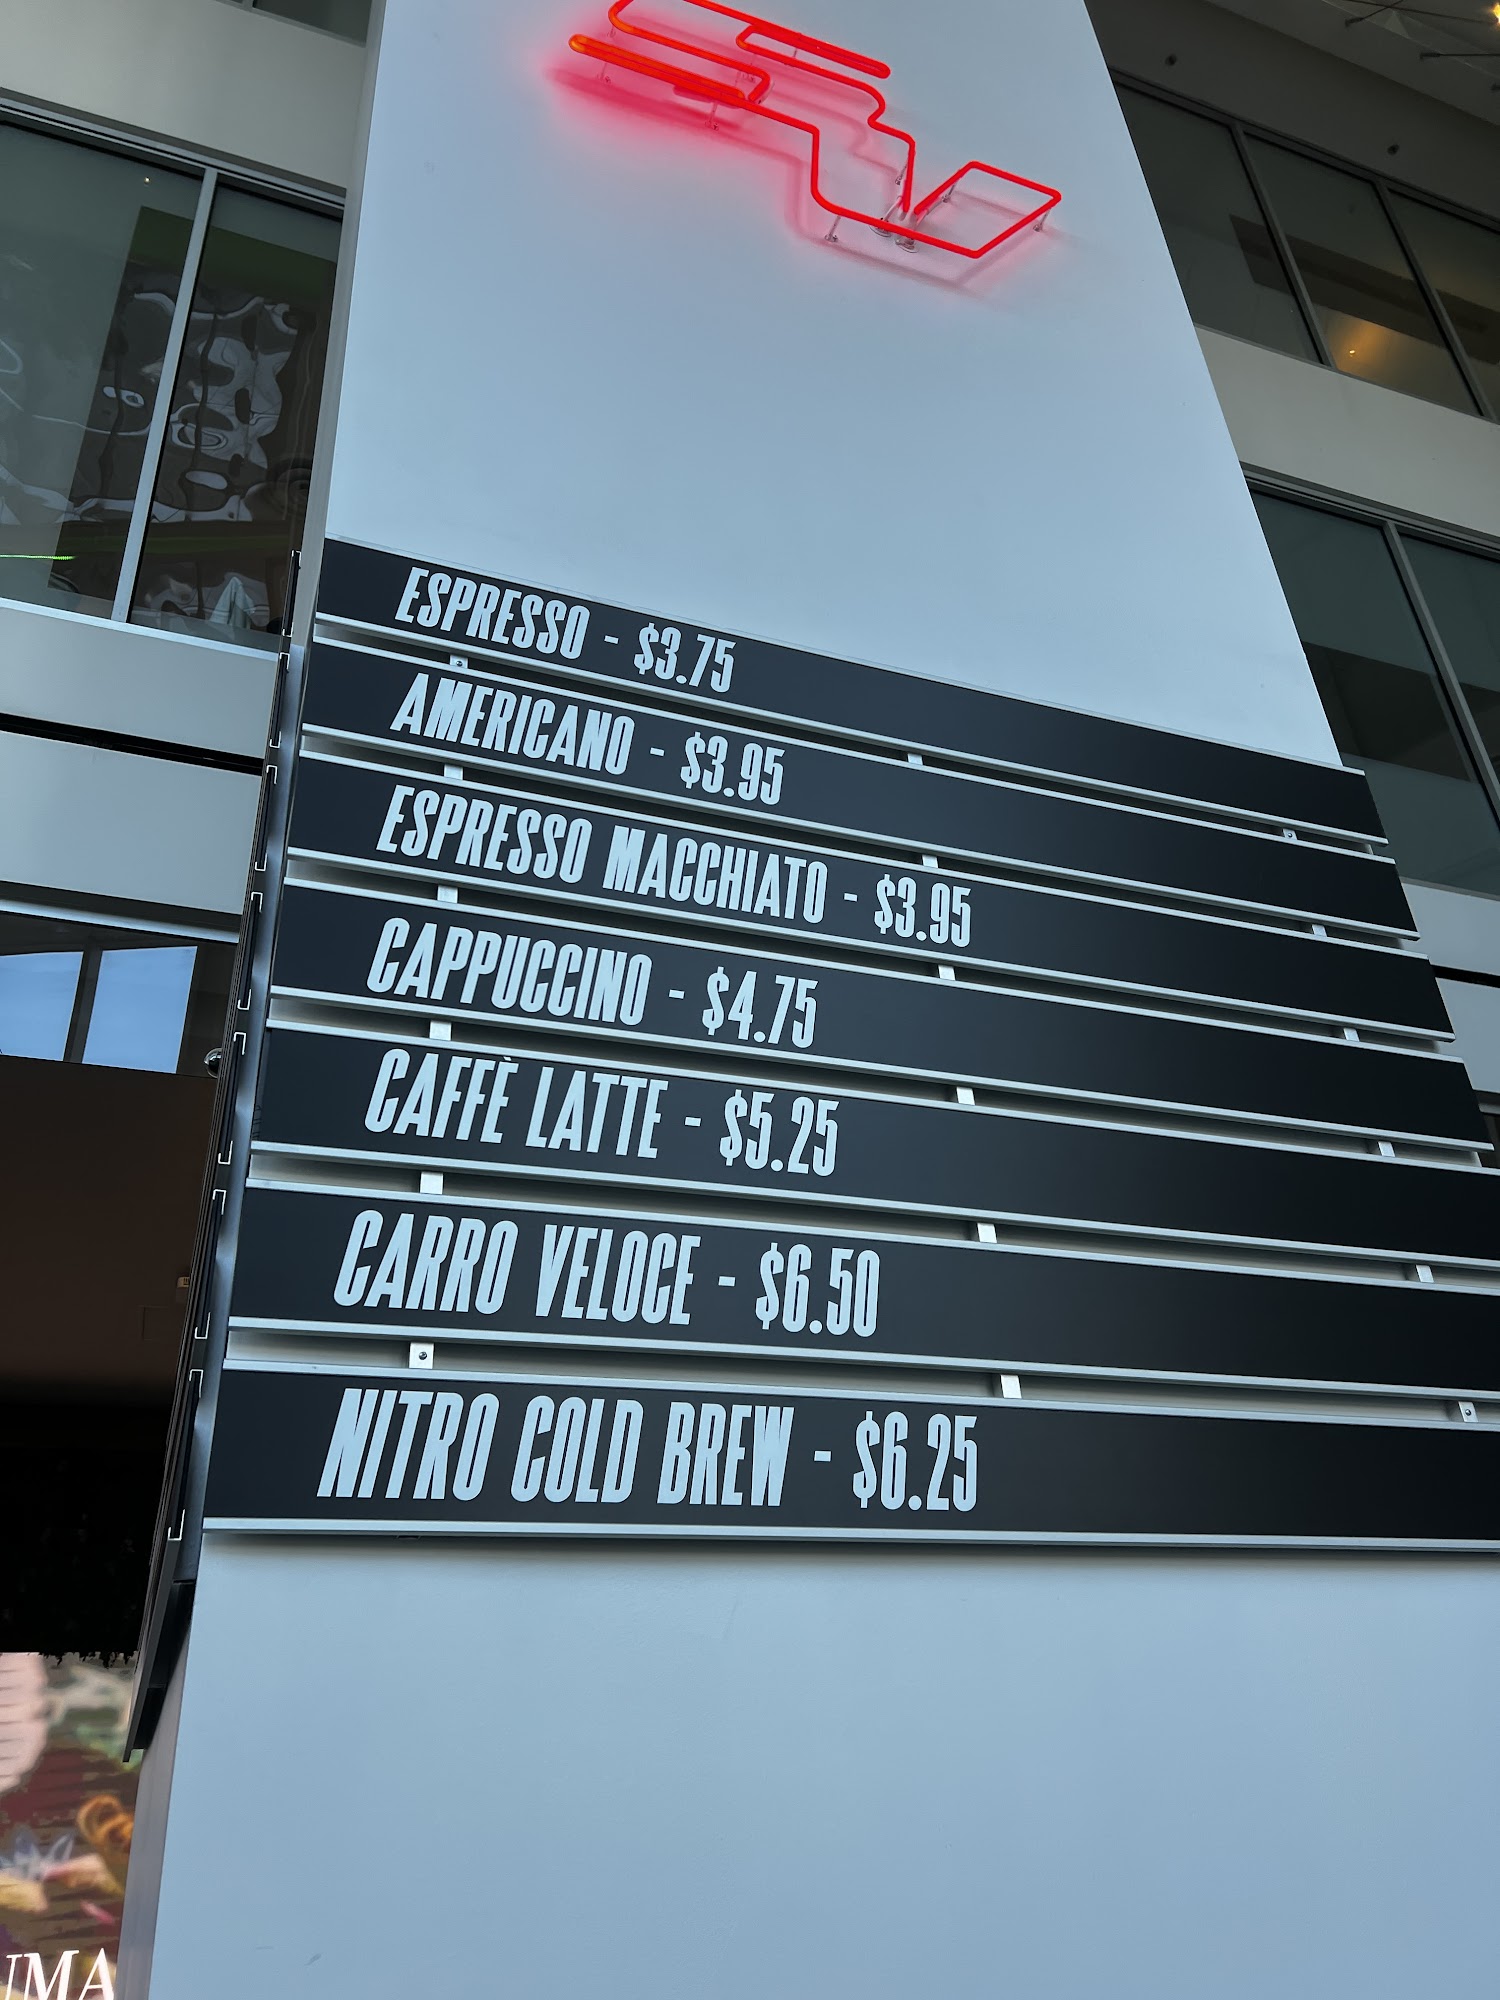 ESPRESSO - $3.75
AMERICANO - $3.95
ESPRESSO MACCHIATO - $3.95
CAPPUCCINO - $4.75
CAFFÈ LATTE - $5.25
CARRO VELOCE - $6.50
NITRO COLD BREW - $6.25